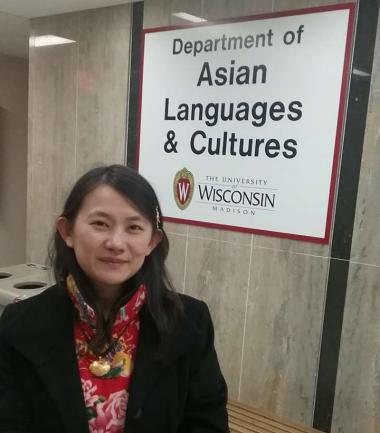 Department of
Asian
Languages
& Cultures
THE UNIVERSITY
of
WISCONSIN
MADISON